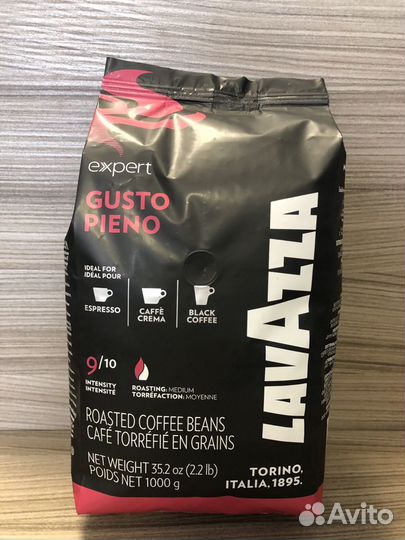 expert
GUSTO
PIENO
IDEAL FOR
IDÉAL POUR
ESPRESSO
CAFFÈ
CREMA
BLACK
COFFEE
9/10
INTENSITY
INTENSITÉ
ROASTING: MEDIUM
TORRÉFACTION: MOYENNE
ROASTED COFFEE BEANS
CAFÉ TORRÉFIÉ EN GRAINS
NET WEIGHT 35.2 oz (2.2 lb)
POIDS NET 1000 g
LAVAZZA
TORINO,
ITALIA, 1895.
Avito